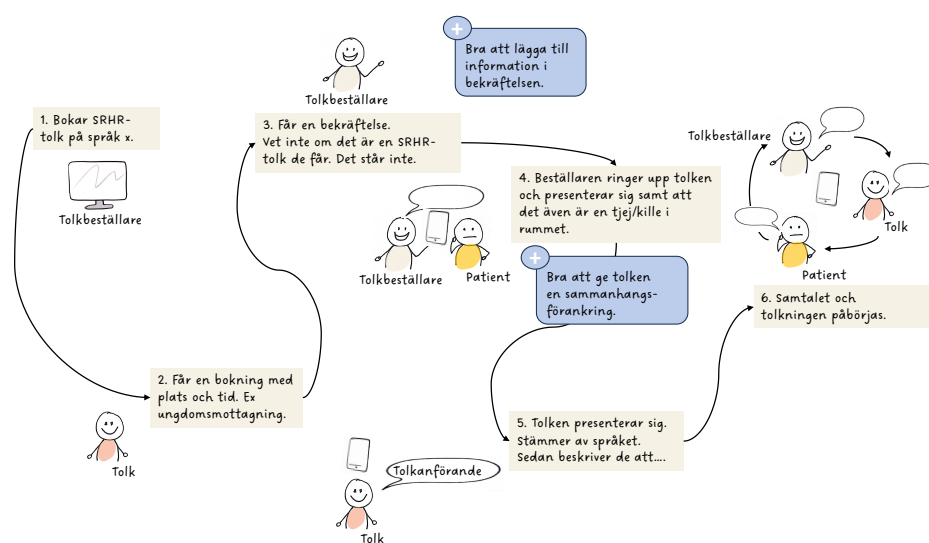 Bra att lägga till
information i
bekräftelsen.
Tolkbeställare
1. Bokar SRHR-
tolk på språk x.
Tolkbeställare
3. Får en bekräftelse.
Vet inte om det är en SRHR-
tolk de får. Det står inte.
Tolkbeställare
Patient
4. Beställaren ringer upp tolken
och presenterar sig samt att
det även är en tjej/kille i
rummet.
Bra att ge tolken
en sammanhangs-
förankring.
Tolkbeställare
Tolk
Patient
6. Samtalet och
tolkningen påbörjas.
2. Får en bokning med
plats och tid. Ex
ungdomsmottagning.
Tolk
5. Tolken presenterar sig.
Stämmer av språket.
Sedan beskriver de att....
Tolkanförande
Tolk